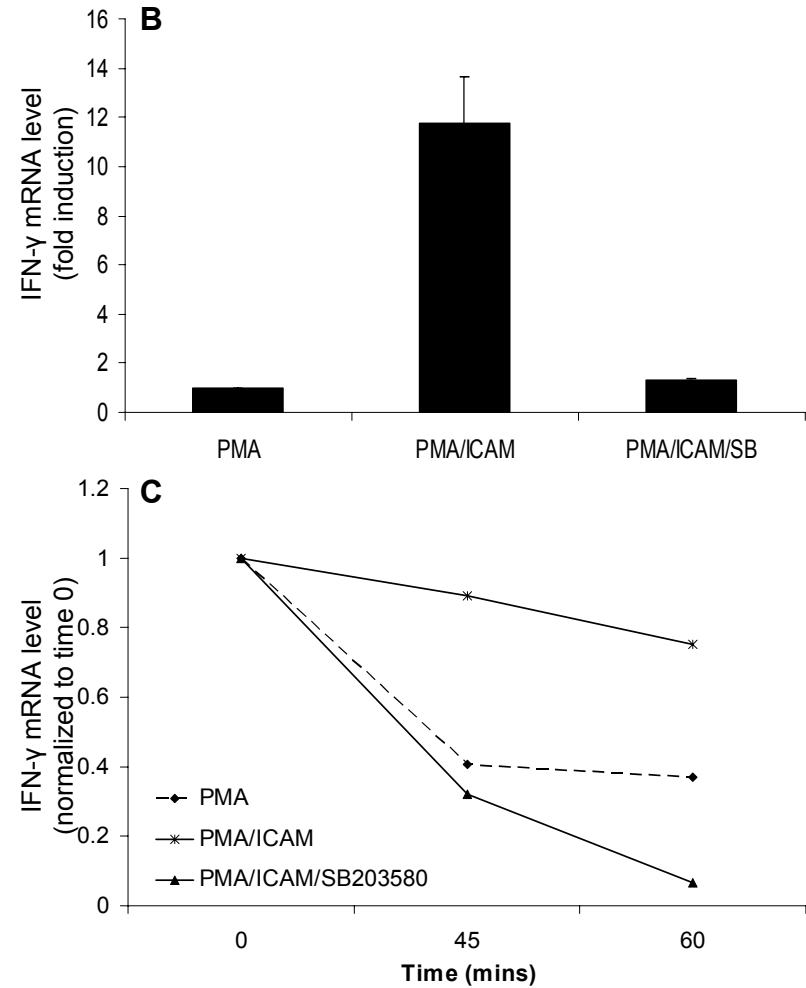 B
IFN-γ mRNA level
(fold induction)
16
14
12
10
8
6
4
2
0
PMA
PMA/ICAM
PMA/ICAM/SB
C
IFN-γ mRNA level
(normalized to time 0)
1.2
1
0.8
0.6
0.4
0.2
0
PMA
PMA/ICAM
PMA/ICAM/SB203580
0
45
60
Time (mins)